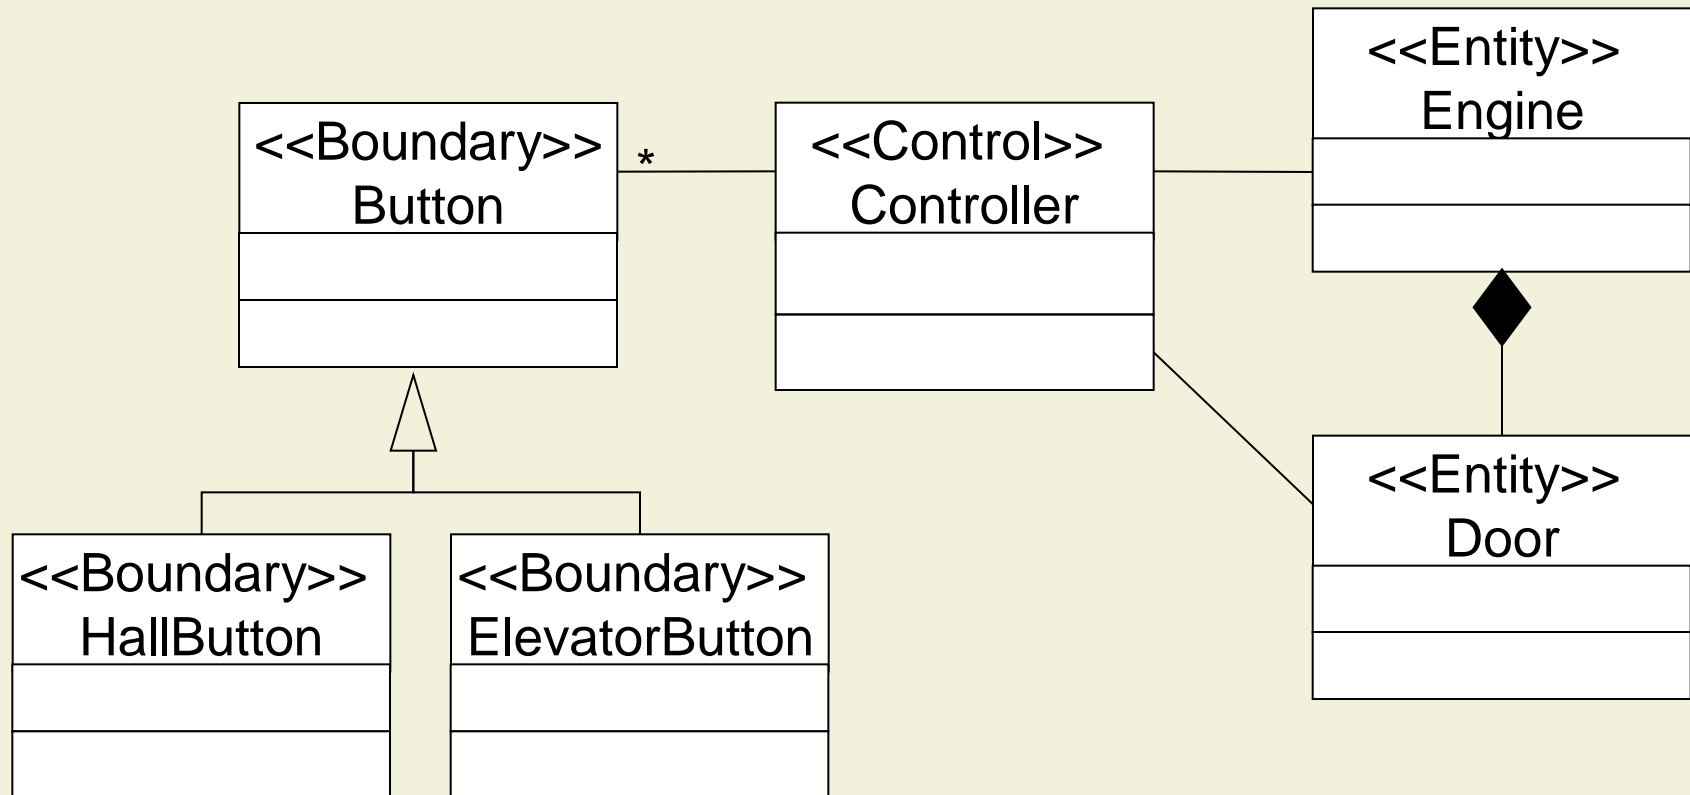 <<Entity>>
Engine
<<Boundary>>
Button
*
<<Control>>
Controller
<<Entity>>
Door
<<Boundary>>
HallButton
<<Boundary>>
ElevatorButton